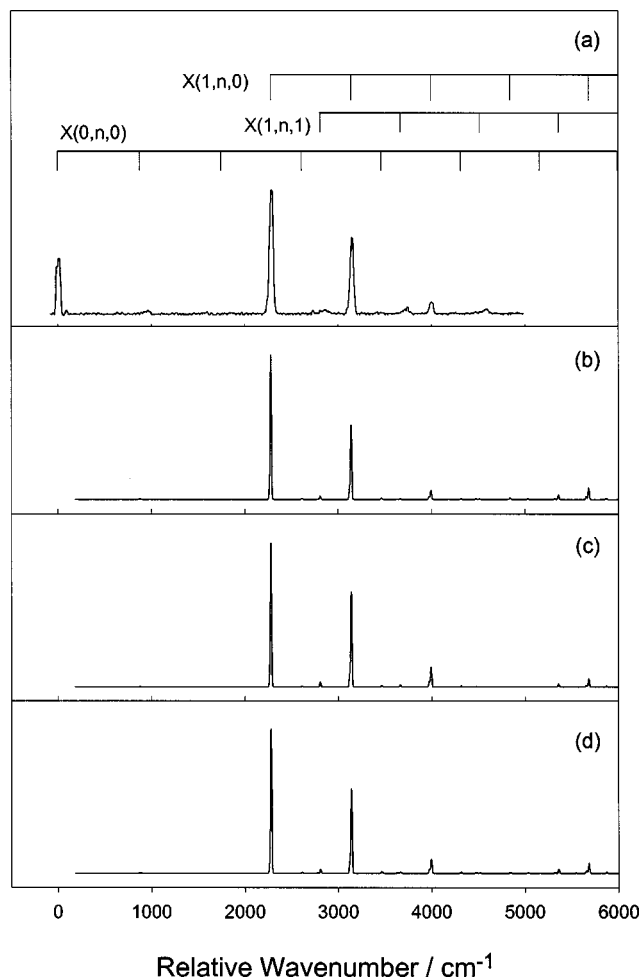 (a)
X(1,n,0)
X(1,n,1)
X(0,n,0)
(b)
(c)
(d)
0 1000 2000 3000 4000 5000 6000
Relative Wavenumber / cm⁻¹